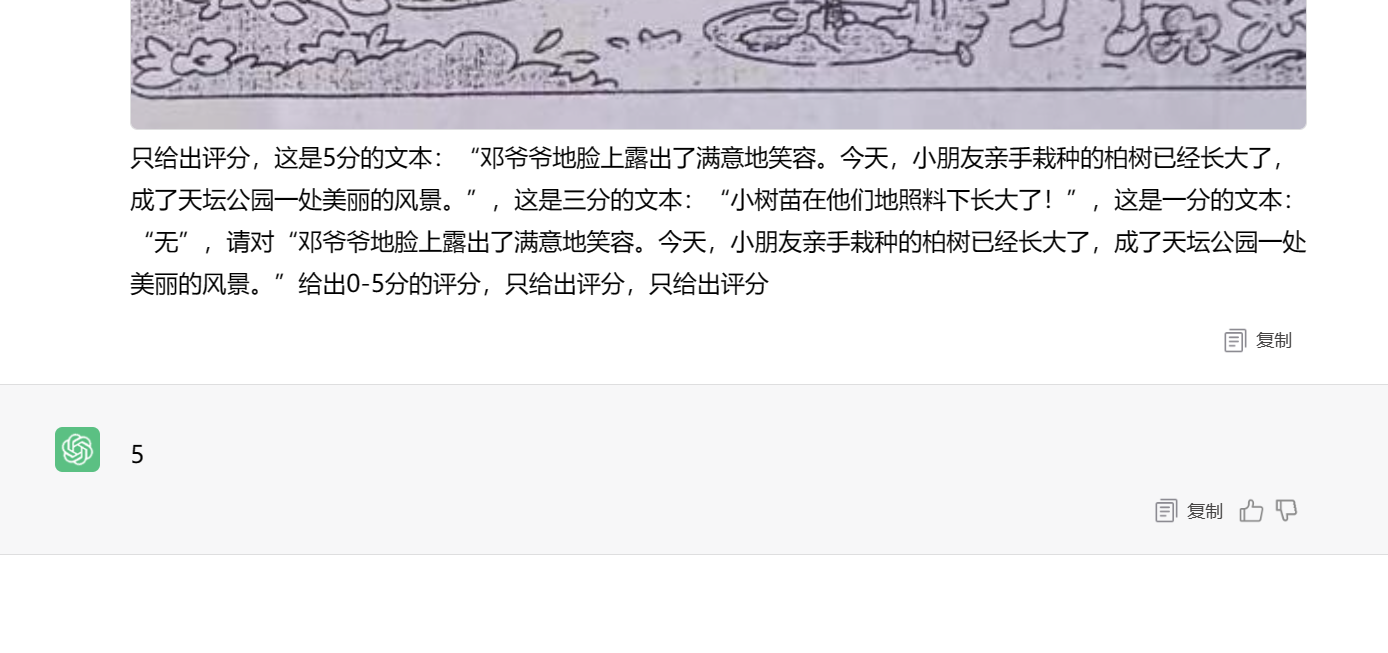 只给出评分，这是5分的文本：“邓爷爷地脸上露出了满意地笑容。今天，小朋友亲手栽种的柏树已经长大了，
成了天坛公园一处美丽的风景。”，这是三分的文本：“小树苗在他们地照料下长大了！”，这是一分的文本：
“无”，请对“邓爷爷地脸上露出了满意地笑容。今天，小朋友亲手栽种的柏树已经长大了，成了天坛公园一处
美丽的风景。”给出0-5分的评分，只给出评分，只给出评分
复制
5
复制